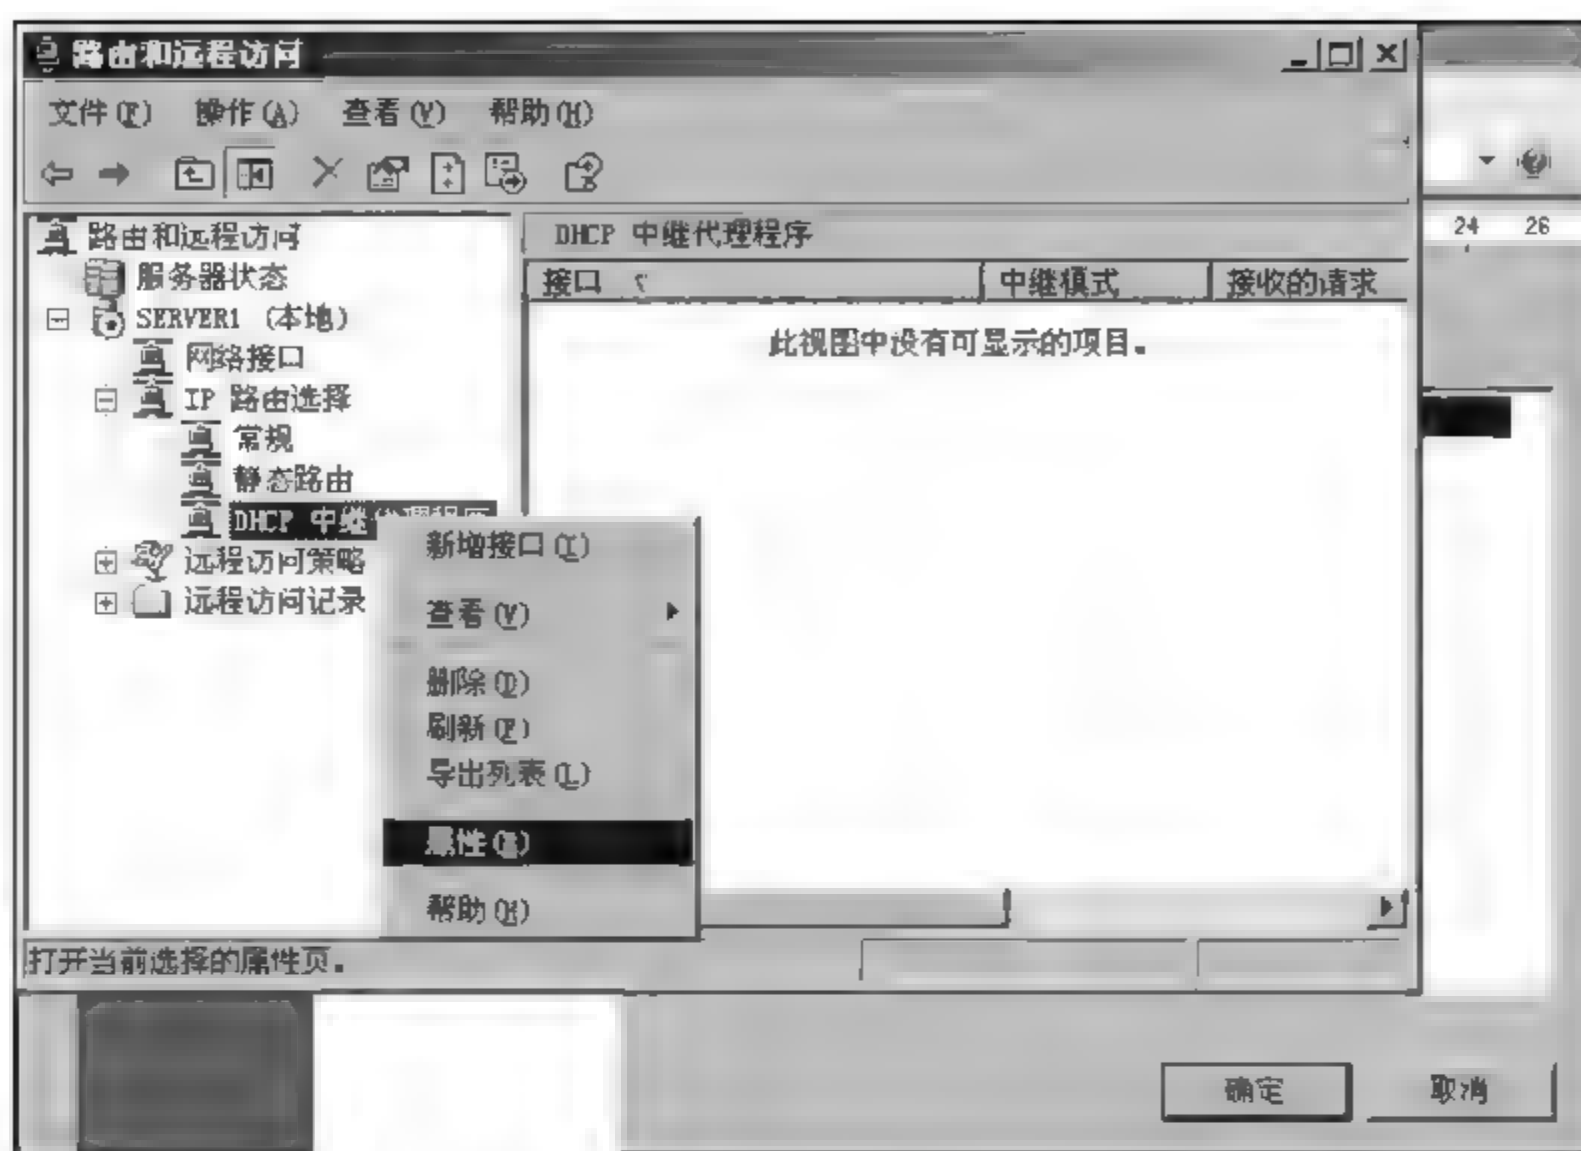 路由和远程访问
文件(F) 操作(A) 查看(V) 帮助(H)
24 26
路由和远程访问
服务器状态
SERVER1 (本地)
网络接口
IP 路由选择
常规
静态路由
DHCP 中继代理程序
远程访问策略
远程访问记录
DHCP 中继代理程序
接口 中继模式 接收的请求
此视图中没有可显示的项目。
新增接口(I)
查看(V)
删除(D)
刷新(F)
导出列表(L)
属性(R)
帮助(H)
打开当前选择的属性页。
确定 取消